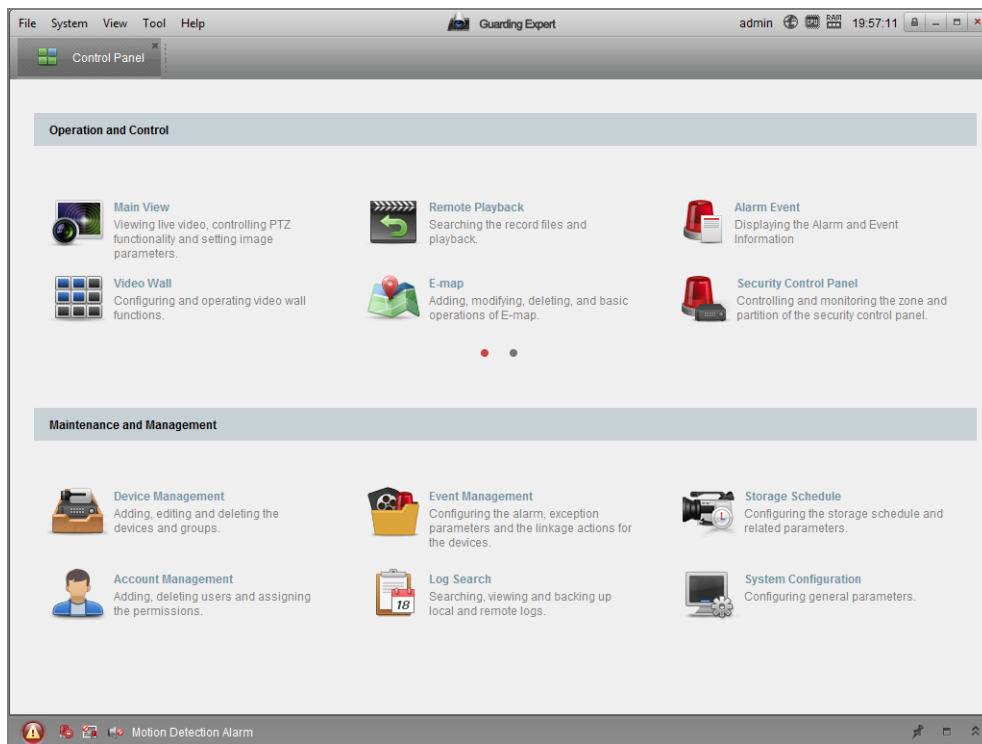 File System View Tool Help Guarding Expert admin CPU RAM 19:57:11
Control Panel
Operation and Control
Main View
Viewing live video, controlling PTZ
functionality and setting image
parameters.
Remote Playback
Searching the record files and
playback.
Alarm Event
Displaying the Alarm and Event
Information
Video Wall
Configuring and operating video wall
functions.
E-map
Adding, modifying, deleting, and basic
operations of E-map.
Security Control Panel
Controlling and monitoring the zone and
partition of the security control panel.
Maintenance and Management
Device Management
Adding, editing and deleting the
devices and groups.
Event Management
Configuring the alarm, exception
parameters and the linkage actions for
the devices.
Storage Schedule
Configuring the storage schedule and
related parameters.
Account Management
Adding, deleting users and assigning
the permissions.
18
Log Search
Searching, viewing and backing up
local and remote logs.
System Configuration
Configuring general parameters.
Motion Detection Alarm